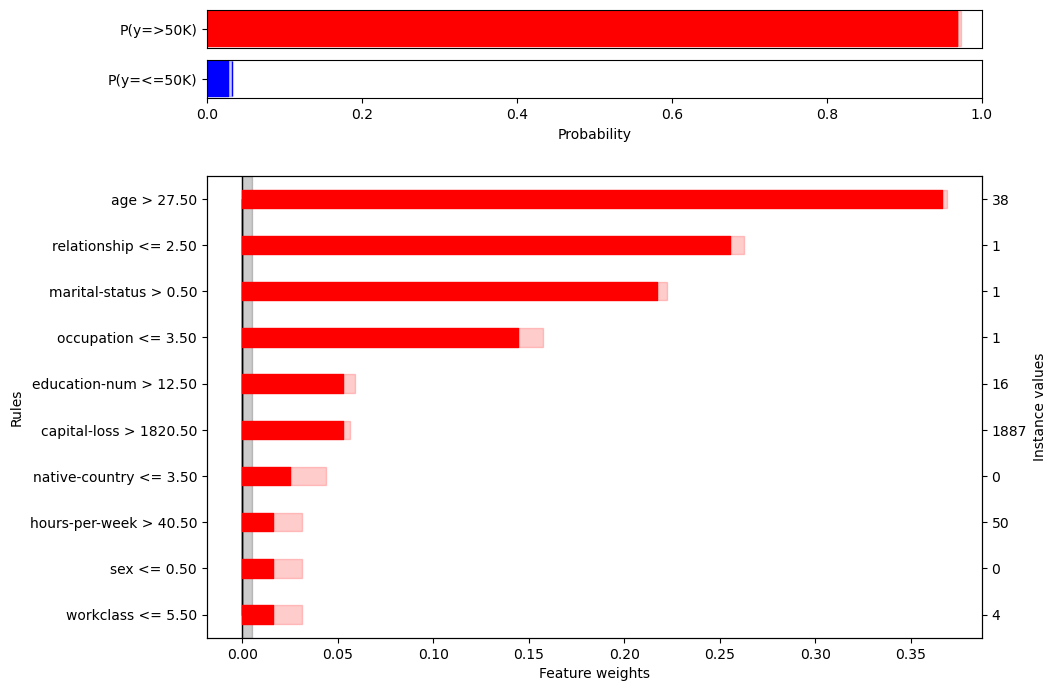 P(y=>50K)
P(y=<=50K)
0.0 0.2 0.4 0.6 0.8 1.0
Probability
age > 27.50 38
relationship <= 2.50 1
marital-status > 0.50 1
occupation <= 3.50 1
education-num > 12.50 16
capital-loss > 1820.50 1887
native-country <= 3.50 0
hours-per-week > 40.50 50
sex <= 0.50 0
workclass <= 5.50 4
Rules
Instance values
0.00 0.05 0.10 0.15 0.20 0.25 0.30 0.35
Feature weights